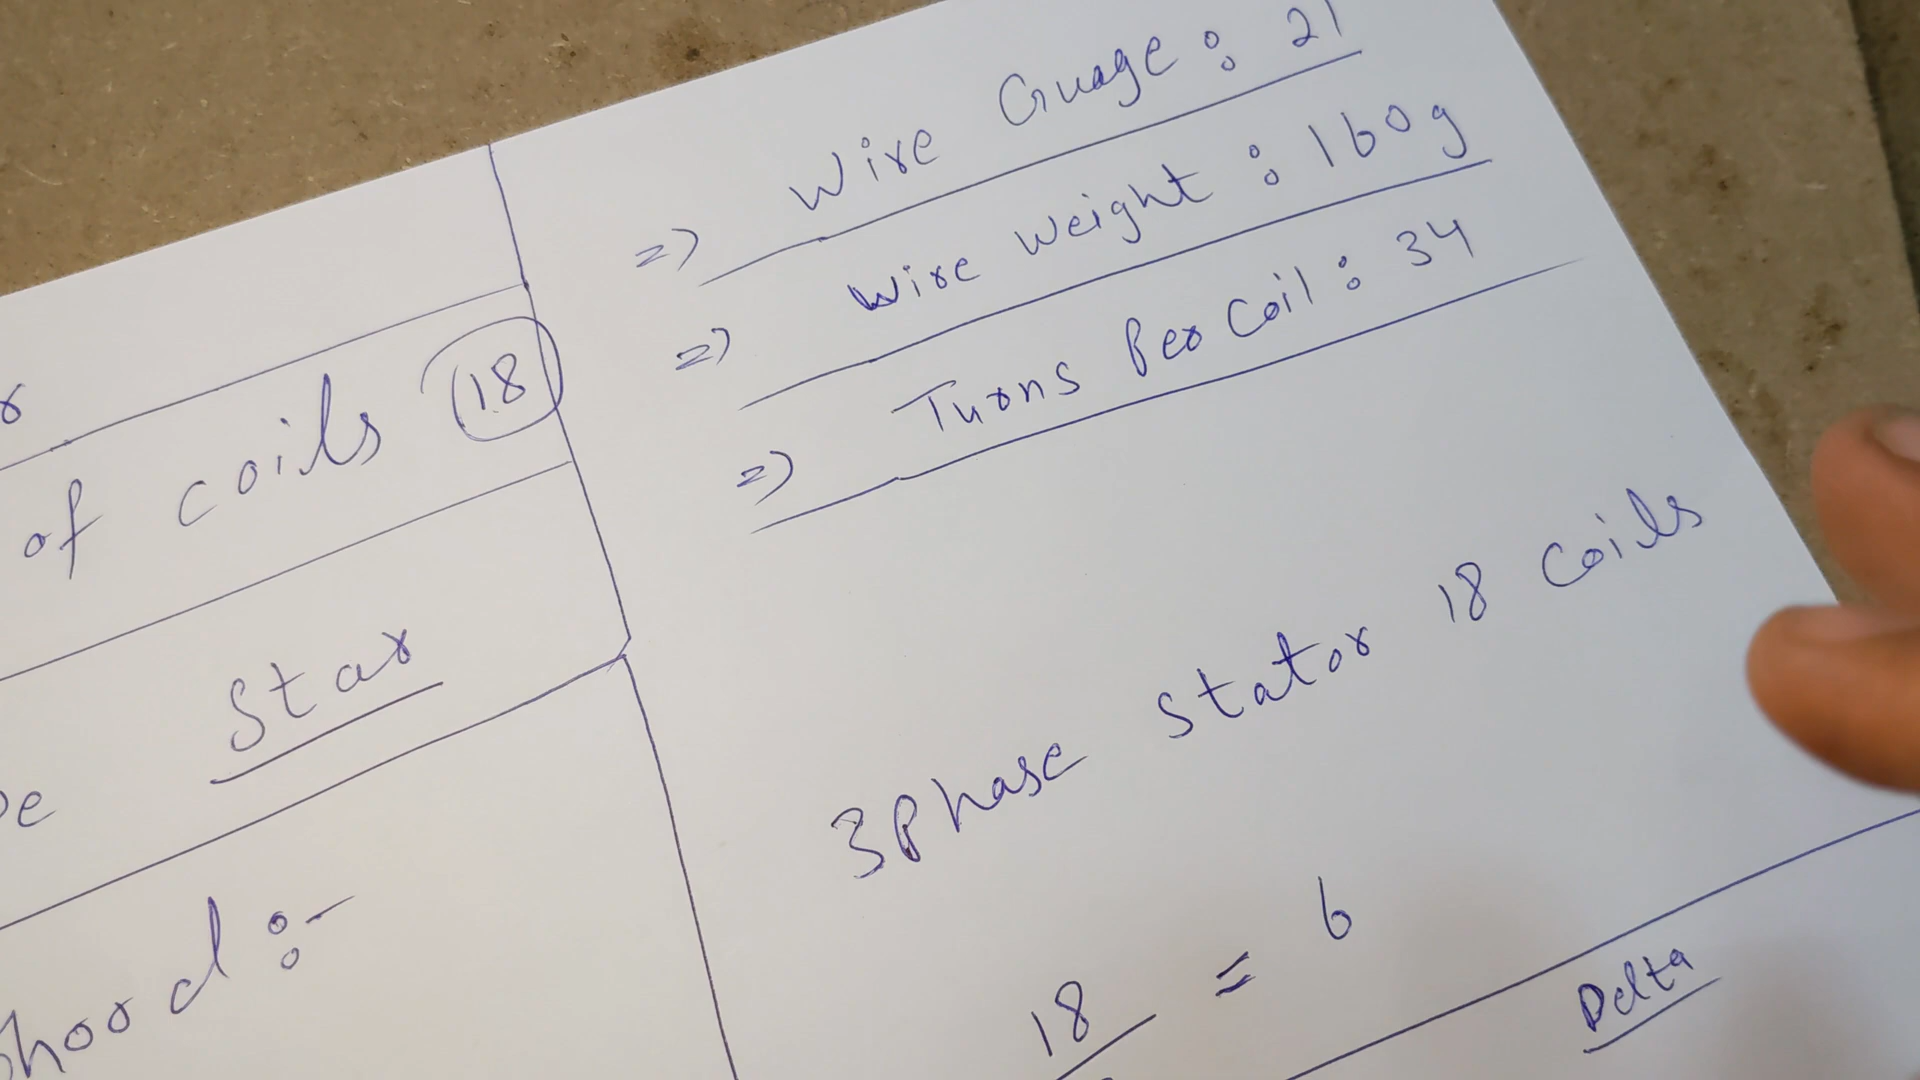 of coils 18
Star
=> Wire Guage : 21
=> Wire Weight : 160g
=> Turns Per Coil : 34
3Phase Stator 18 Coils
18 = 6
Delta